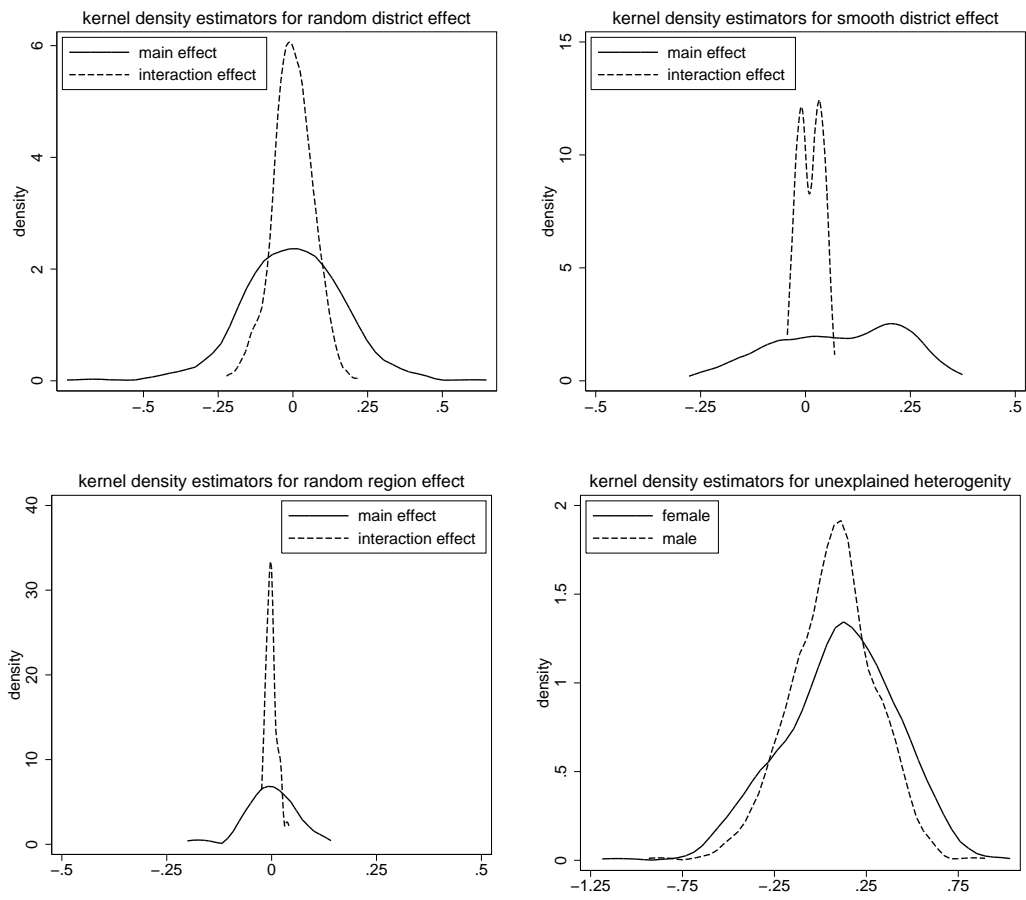 kernel density estimators for random district effect
main effect
interaction effect
density
0
2
4
6
−.5
−.25
0
.25
.5
kernel density estimators for smooth district effect
main effect
interaction effect
density
0
5
10
15
−.5
−.25
0
.25
.5
kernel density estimators for random region effect
main effect
interaction effect
density
0
10
20
30
40
−.5
−.25
0
.25
.5
kernel density estimators for unexplained heterogenity
female
male
density
0
.5
1
1.5
2
−1.25
−.75
−.25
.25
.75